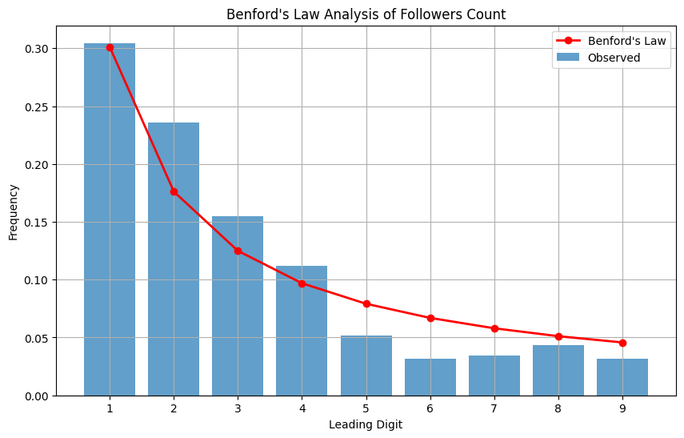 Benford's Law Analysis of Followers Count
Benford's Law
Observed
Frequency
0.30
0.25
0.20
0.15
0.10
0.05
0.00
1 2 3 4 5 6 7 8 9
Leading Digit